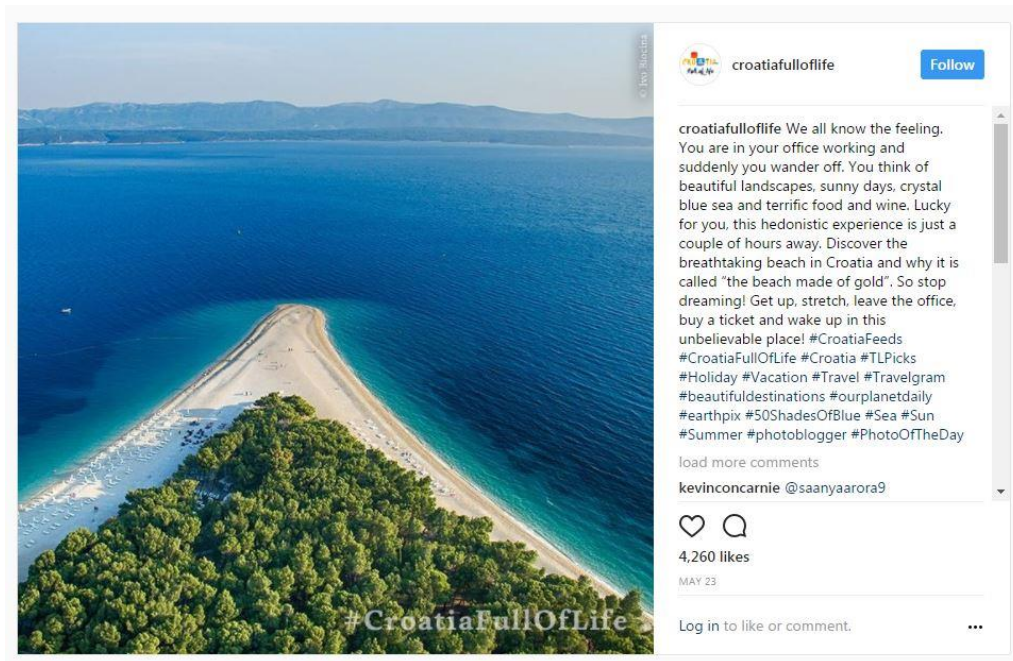 © Ivo Biocina
#CroatiaFullOfLife
CROATIA
Full of life
croatiafulloflife
Follow
croatiafulloflife We all know the feeling.
You are in your office working and
suddenly you wander off. You think of
beautiful landscapes, sunny days, crystal
blue sea and terrific food and wine. Lucky
for you, this hedonistic experience is just a
couple of hours away. Discover the
breathtaking beach in Croatia and why it is
called “the beach made of gold”. So stop
dreaming! Get up, stretch, leave the office,
buy a ticket and wake up in this
unbelievable place! #CroatiaFeeds
#CroatiaFullOfLife #Croatia #TLPicks
#Holiday #Vacation #Travel #Travelgram
#beautifuldestinations #ourplanetdaily
#earthpix #50ShadesOfBlue #Sea #Sun
#Summer #photoblogger #PhotoOfTheDay
load more comments
kevinconcarnie @saanyaarora9
4,260 likes
MAY 23
Log in to like or comment.